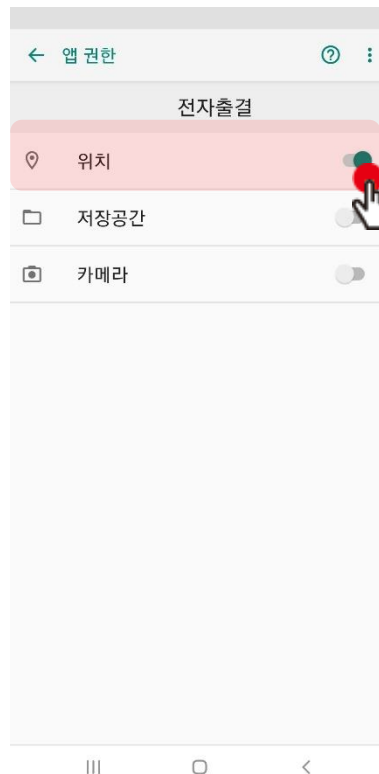 앱 권한
전자출결
위치
저장공간
카메라